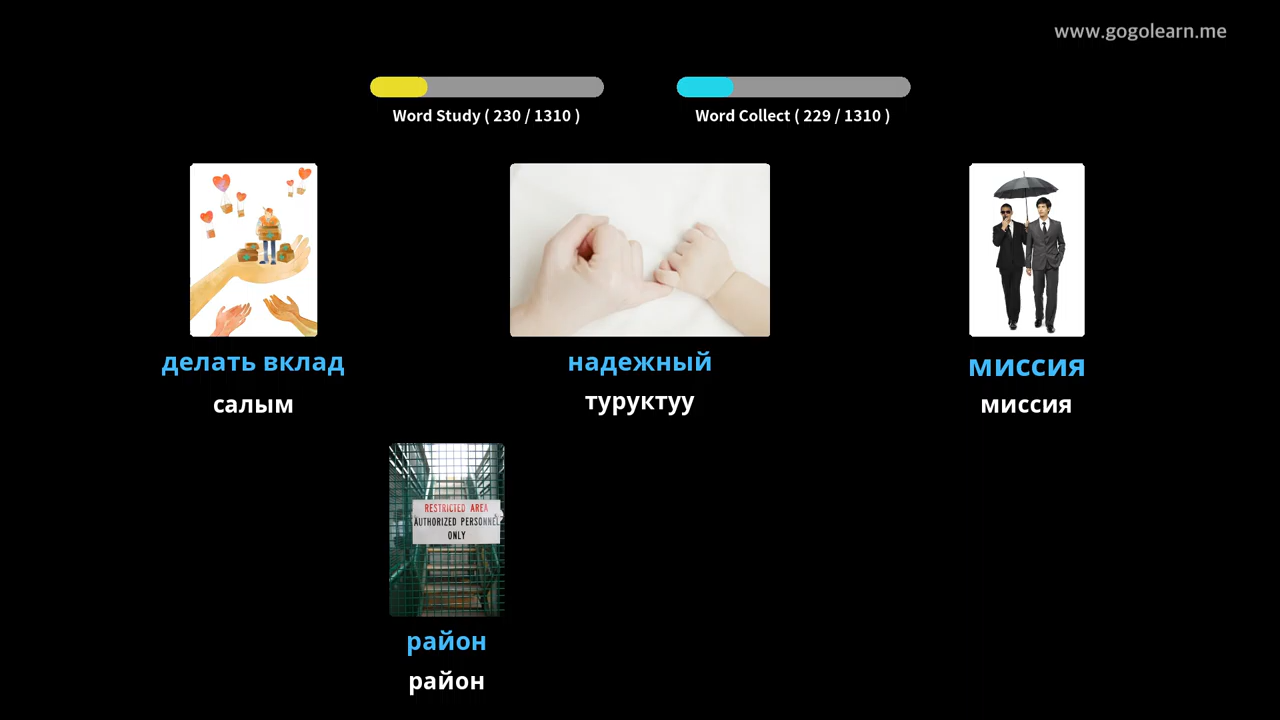 www.gogolearn.me
Word Study ( 230 / 1310 )
Word Collect ( 229 / 1310 )
делать вклад
салым
надежный
туруктуу
миссия
миссия
RESTRICTED AREA
AUTHORIZED PERSONNEL
ONLY
район
район